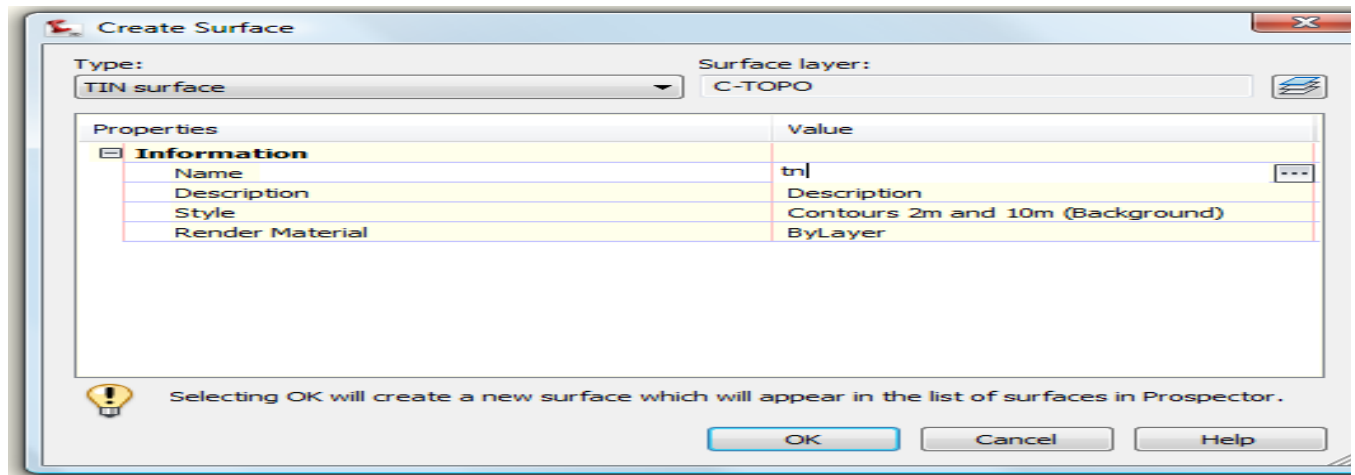 Create Surface
Type: Surface layer:
TIN surface C-TOPO
Properties Value
Information
Name tn
Description Description
Style Contours 2m and 10m (Background)
Render Material ByLayer
Selecting OK will create a new surface which will appear in the list of surfaces in Prospector.
OK Cancel Help